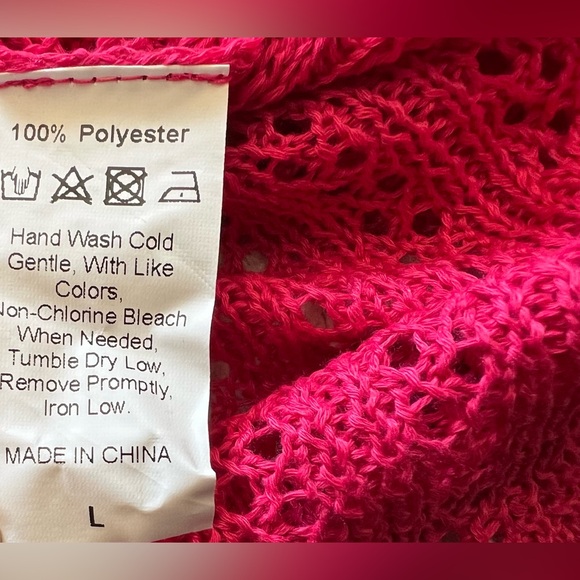 100% Polyester
Hand Wash Cold
Gentle, With Like
Colors,
Non-Chlorine Bleach
When Needed,
Tumble Dry Low,
Remove Promptly,
Iron Low.
MADE IN CHINA
L